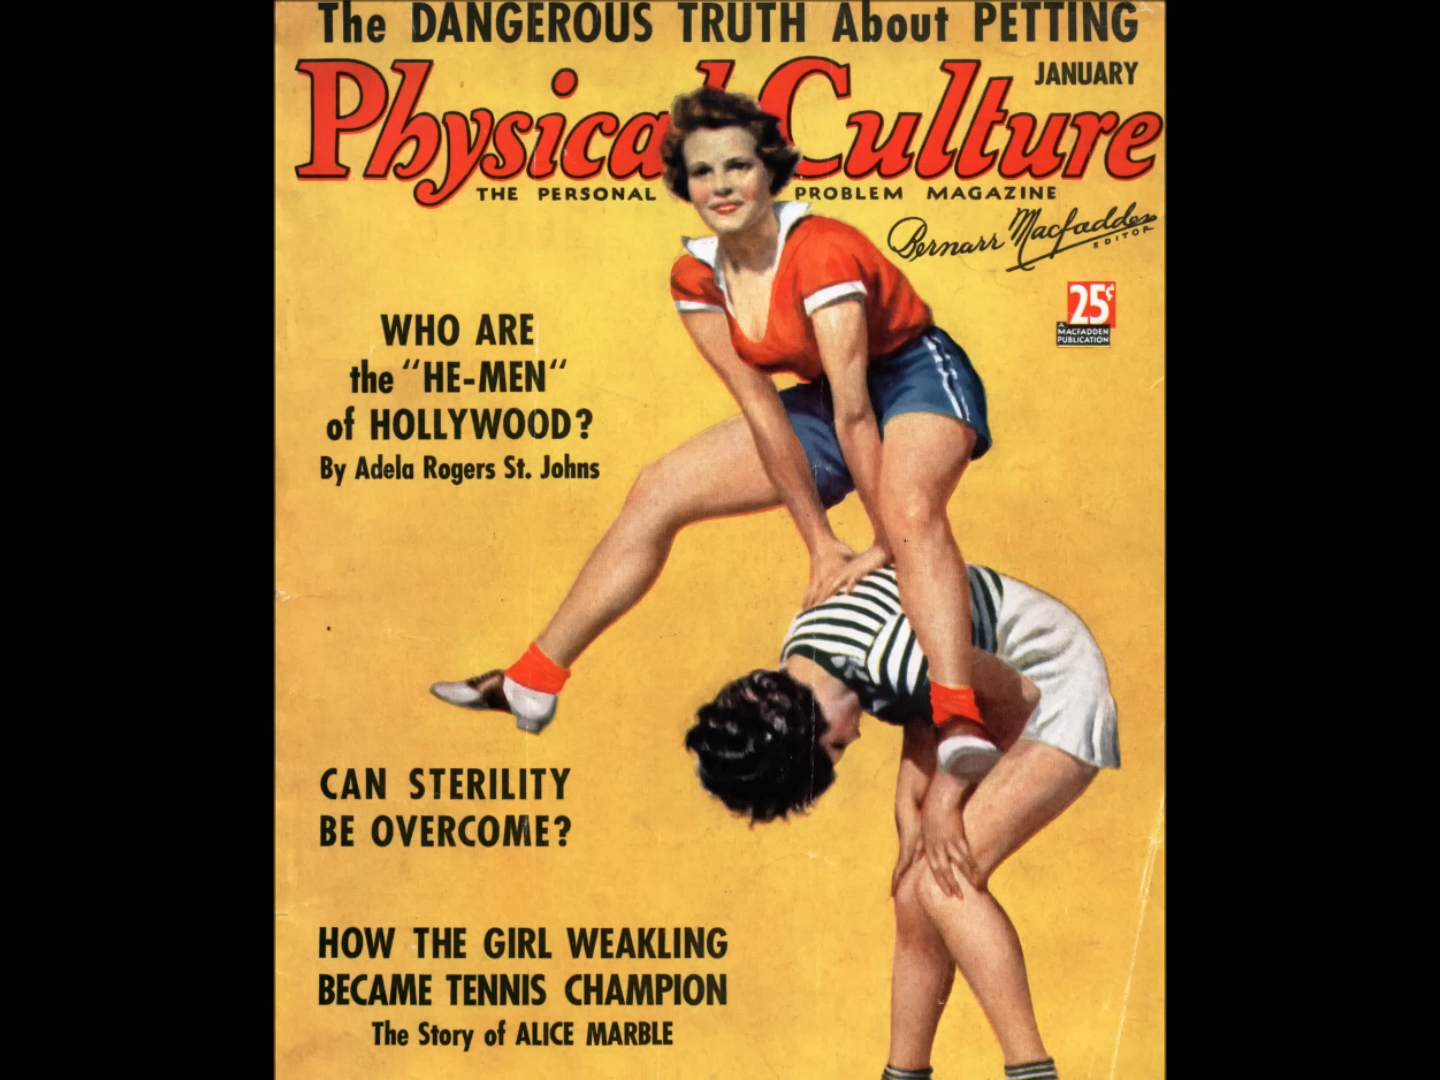 The DANGEROUS TRUTH About PETTING
Physical Culture
JANUARY
THE PERSONAL PROBLEM MAGAZINE
Bernarr Macfadden
EDITOR
25¢
A
MACFADDEN
PUBLICATION
WHO ARE
the "HE-MEN"
of HOLLYWOOD?
By Adela Rogers St. Johns
CAN STERILITY
BE OVERCOME?
HOW THE GIRL WEAKLING
BECAME TENNIS CHAMPION
The Story of ALICE MARBLE